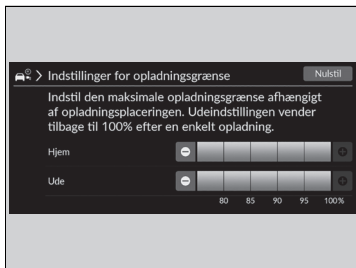 Indstillinger for opladningsgrænse
Nulstil
Indstil den maksimale opladningsgrænse afhængigt
af opladningsplaceringen. Udeindstillingen vender
tilbage til 100% efter en enkelt opladning.
Hjem
Ude
80 85 90 95 100%